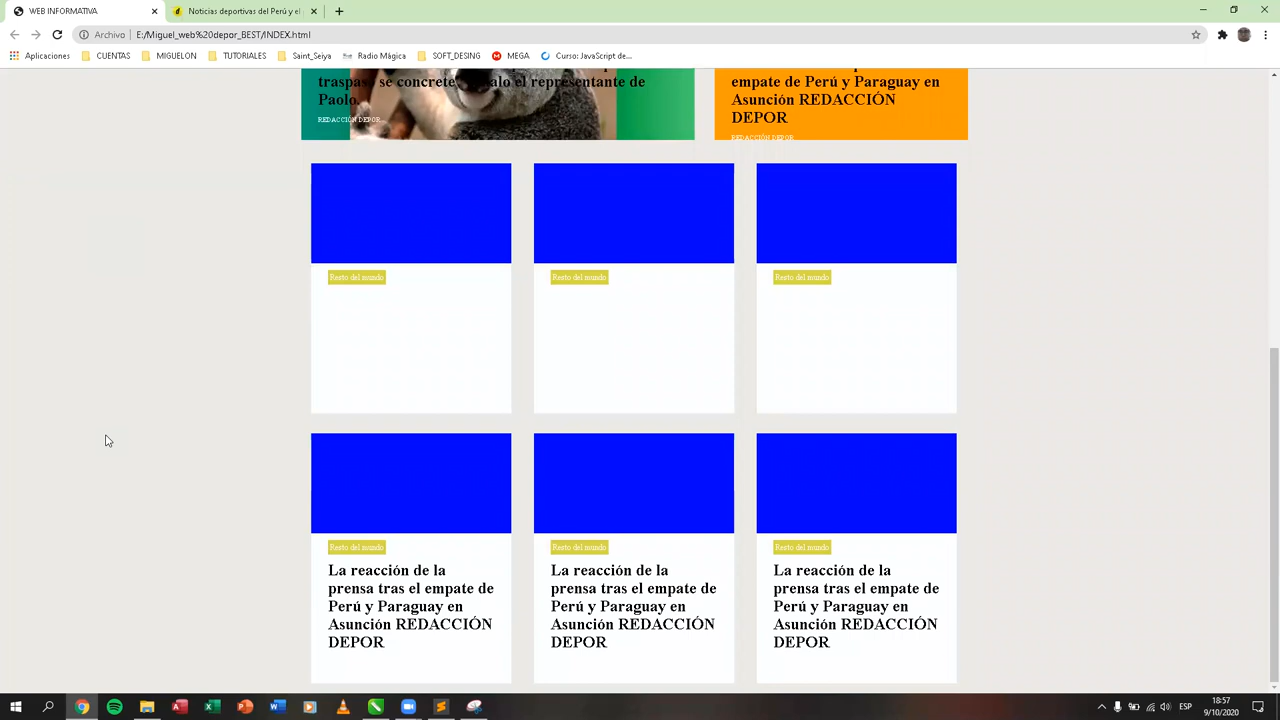 WEB INFORMATIVA
Noticias deportivas del Perú y el
Archivo
E:/Miguel_web%20depor_BEST/INDEX.html
Aplicaciones
CUENTAS
MIGUELON
TUTORIALES
Saint_Seiya
Radio Mágica
SOFT_DESING
MEGA
Curso: JavaScript de...
se concrete
alo el representante de
Paolo.
REDACCIÓN DEPOR
empate de Perú y Paraguay en
Asunción REDACCIÓN
DEPOR
REDACCIÓN DEPOR
Resto del mundo
Resto del mundo
Resto del mundo
Resto del mundo
La reacción de la
prensa tras el empate de
Perú y Paraguay en
Asunción REDACCIÓN
DEPOR
Resto del mundo
La reacción de la
prensa tras el empate de
Perú y Paraguay en
Asunción REDACCIÓN
DEPOR
Resto del mundo
La reacción de la
prensa tras el empate de
Perú y Paraguay en
Asunción REDACCIÓN
DEPOR
ESP
18:57
9/10/2020